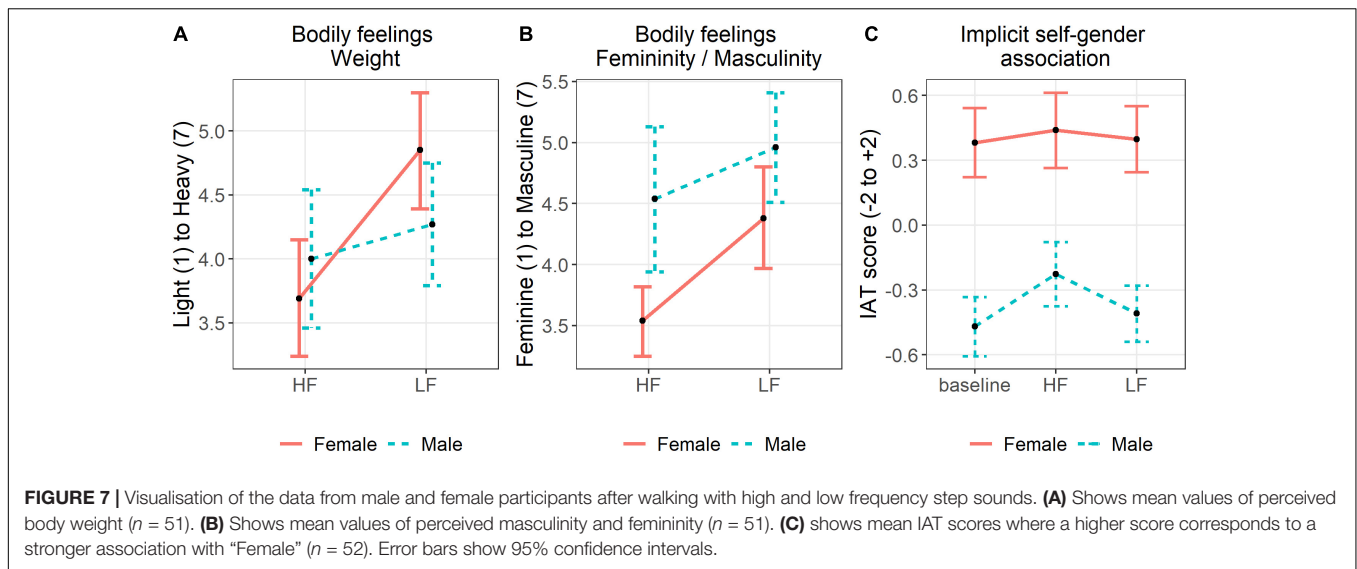 A
Bodily feelings
Weight
Light (1) to Heavy (7)
5.0
4.5
4.0
3.5
HF LF
Female Male
B
Bodily feelings
Femininity / Masculinity
Feminine (1) to Masculine (7)
5.5
5.0
4.5
4.0
3.5
HF LF
Female Male
C
Implicit self-gender
association
IAT score (-2 to +2)
0.6
0.3
0.0
-0.3
-0.6
baseline HF LF
Female Male
FIGURE 7 | Visualisation of the data from male and female participants after walking with high and low frequency step sounds. (A) Shows mean values of perceived
body weight (n = 51). (B) Shows mean values of perceived masculinity and femininity (n = 51). (C) shows mean IAT scores where a higher score corresponds to a
stronger association with “Female” (n = 52). Error bars show 95% confidence intervals.